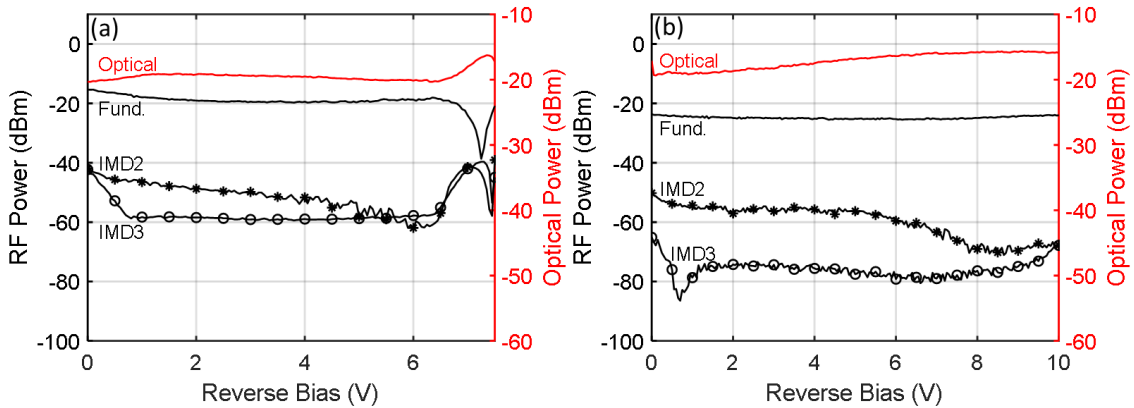 (a)
0
-20
-40
-60
-80
-100
RF Power (dBm)
Optical
Fund.
IMD2
IMD3
0 2 4 6
Reverse Bias (V)
-10
-20
-30
-40
-50
-60
Optical Power (dBm)
(b)
0
-20
-40
-60
-80
-100
RF Power (dBm)
Optical
Fund.
IMD2
IMD3
0 2 4 6 8 10
Reverse Bias (V)
-10
-20
-30
-40
-50
-60
Optical Power (dBm)